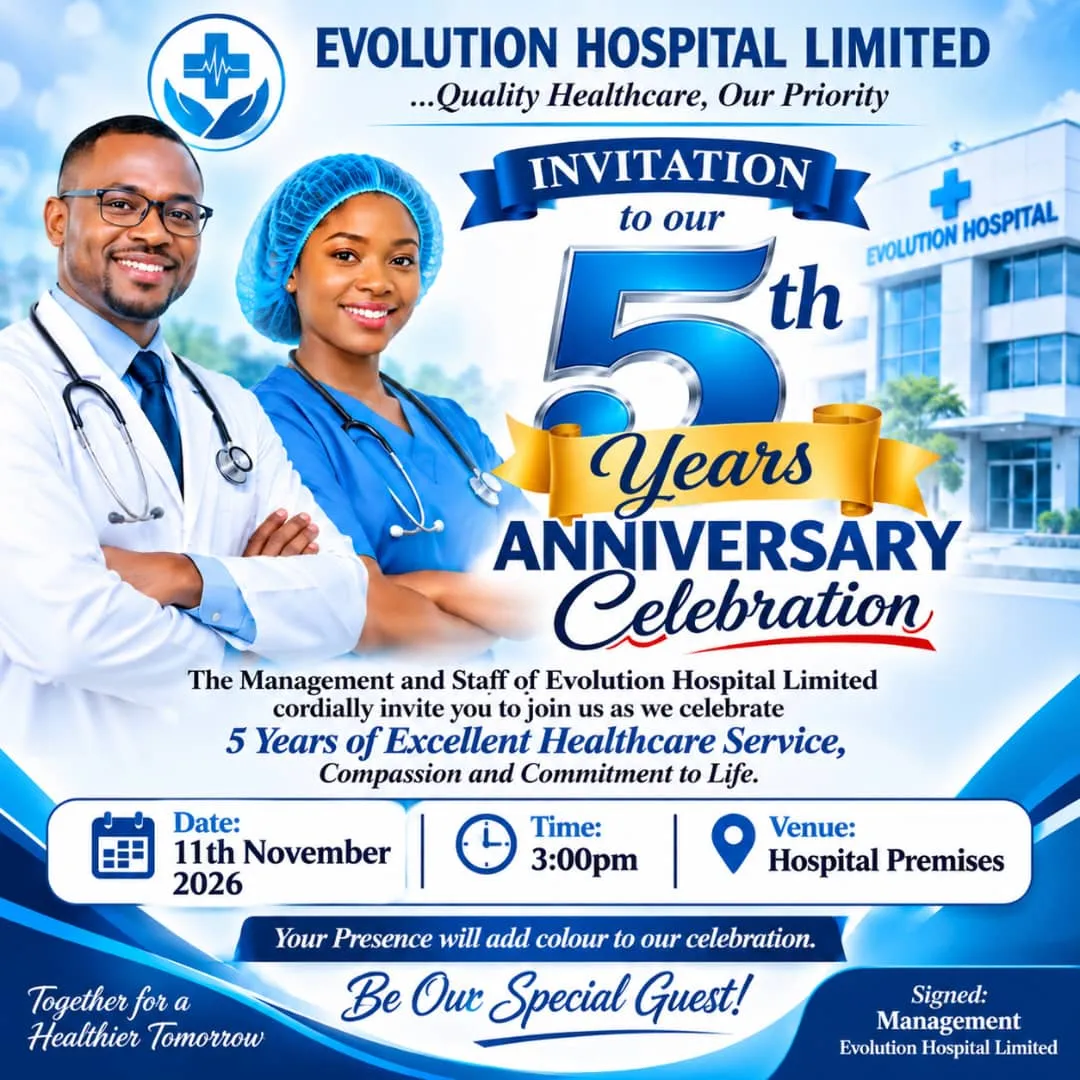 EVOLUTION HOSPITAL LIMITED
...Quality Healthcare, Our Priority
INVITATION
to our
5th
Years
ANNIVERSARY
Celebration
EVOLUTION HOSPITAL
The Management and Staff of Evolution Hospital Limited
cordially invite you to join us as we celebrate
5 Years of Excellent Healthcare Service,
Compassion and Commitment to Life.
Date:
11th November
2026
Time:
3:00pm
Venue:
Hospital Premises
Your Presence will add colour to our celebration.
Be Our Special Guest!
Together for a
Healthier Tomorrow
Signed:
Management
Evolution Hospital Limited